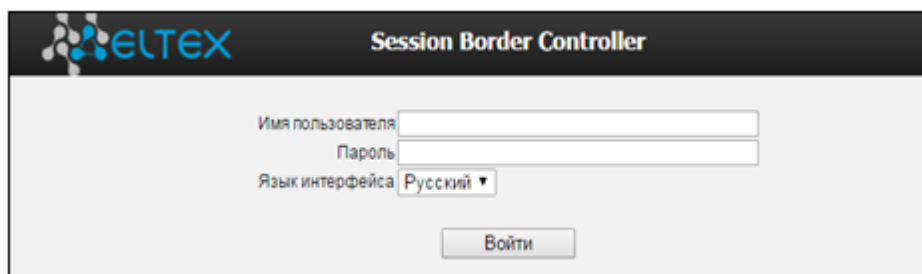 ELTEX
Session Border Controller
Имя пользователя
Пароль
Язык интерфейса Русский
Войти